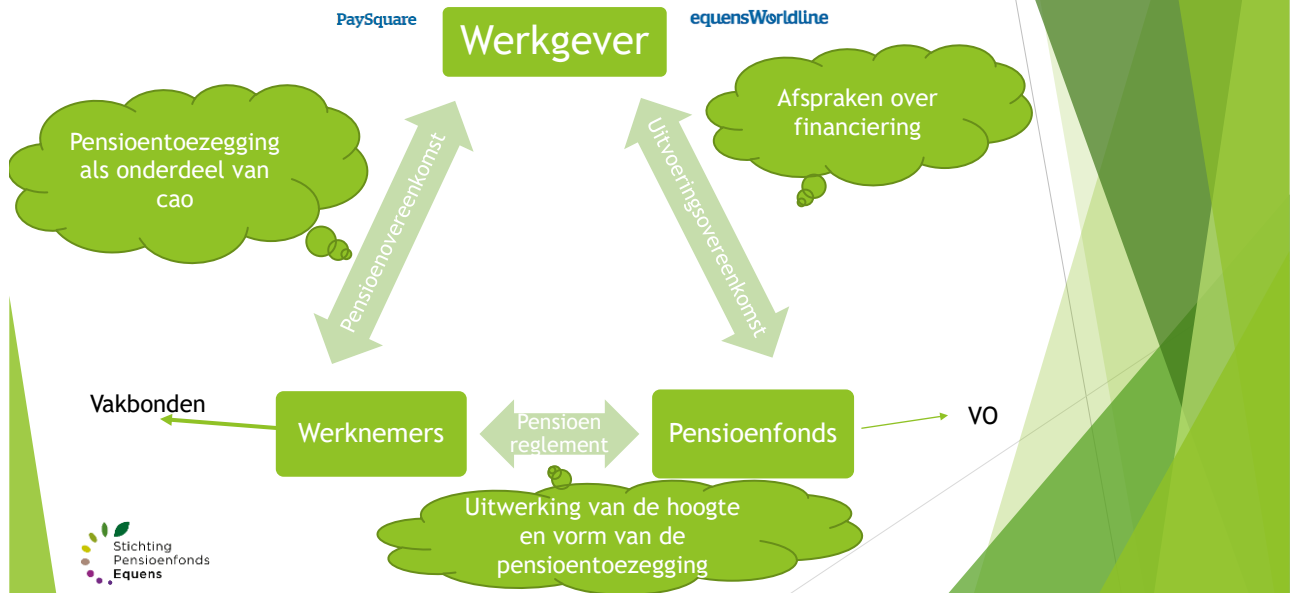 PaySquare
equensWorldline
Werkgever
Pensioentoezegging
als onderdeel van
cao
Afspraken over
financiering
Pensioenovereenkomst
Uitvoeringsovereenkomst
Vakbonden
Werknemers
Pensioen
reglement
Pensioenfonds
VO
Uitwerking van de hoogte
en vorm van de
pensioentoezegging
Stichting
Pensioenfonds
Equens